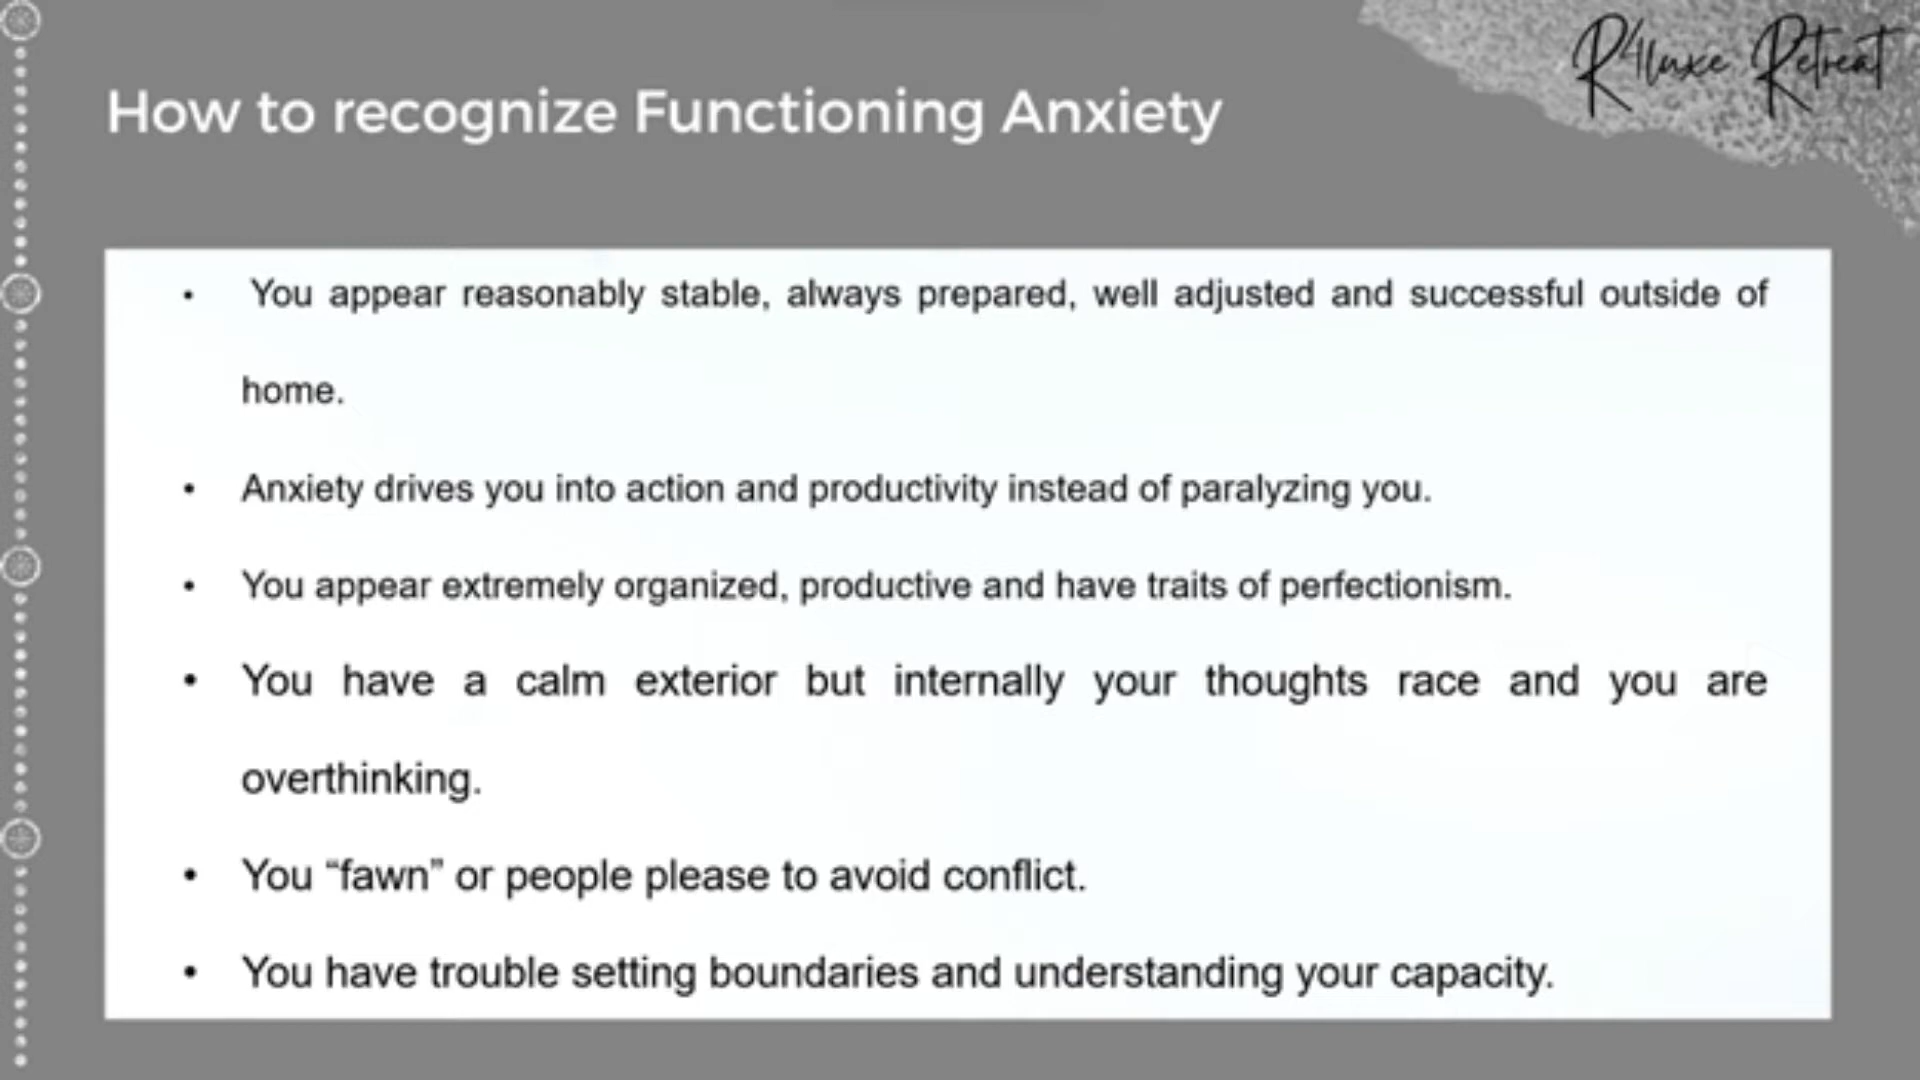 R4luxe Retreat
How to recognize Functioning Anxiety
• You appear reasonably stable, always prepared, well adjusted and successful outside of
home.
• Anxiety drives you into action and productivity instead of paralyzing you.
• You appear extremely organized, productive and have traits of perfectionism.
• You have a calm exterior but internally your thoughts race and you are
overthinking.
• You “fawn” or people please to avoid conflict.
• You have trouble setting boundaries and understanding your capacity.